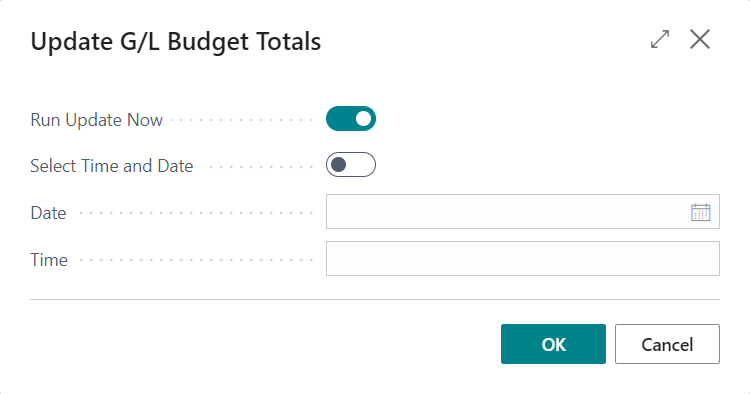 Update G/L Budget Totals
Run Update Now
Select Time and Date
Date
Time
OK Cancel